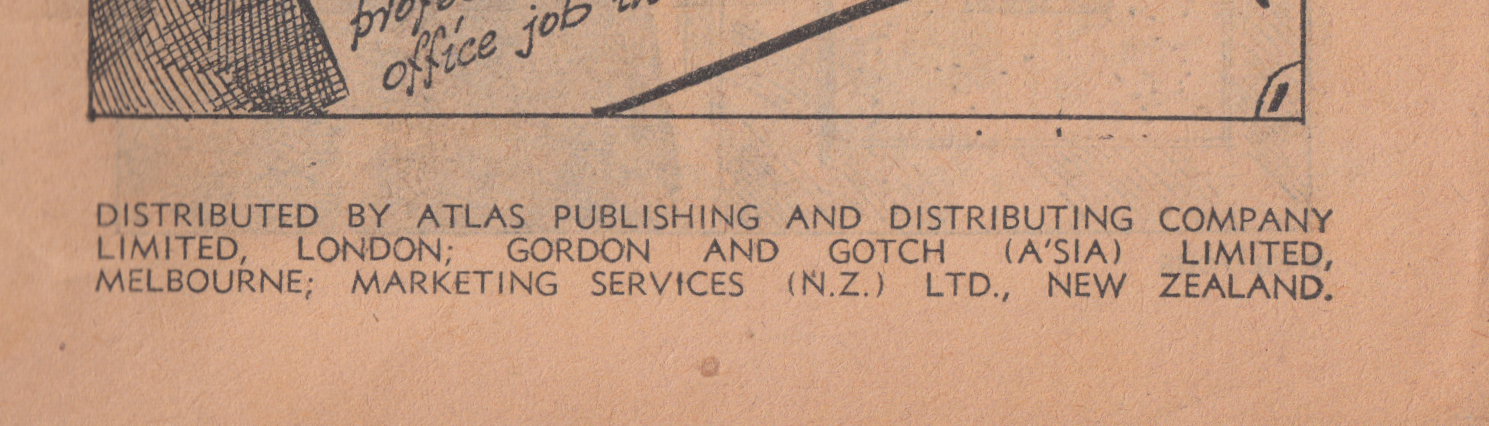 office job
1
DISTRIBUTED BY ATLAS PUBLISHING AND DISTRIBUTING COMPANY
LIMITED, LONDON; GORDON AND GOTCH (A'SIA) LIMITED,
MELBOURNE; MARKETING SERVICES (N.Z.) LTD., NEW ZEALAND.